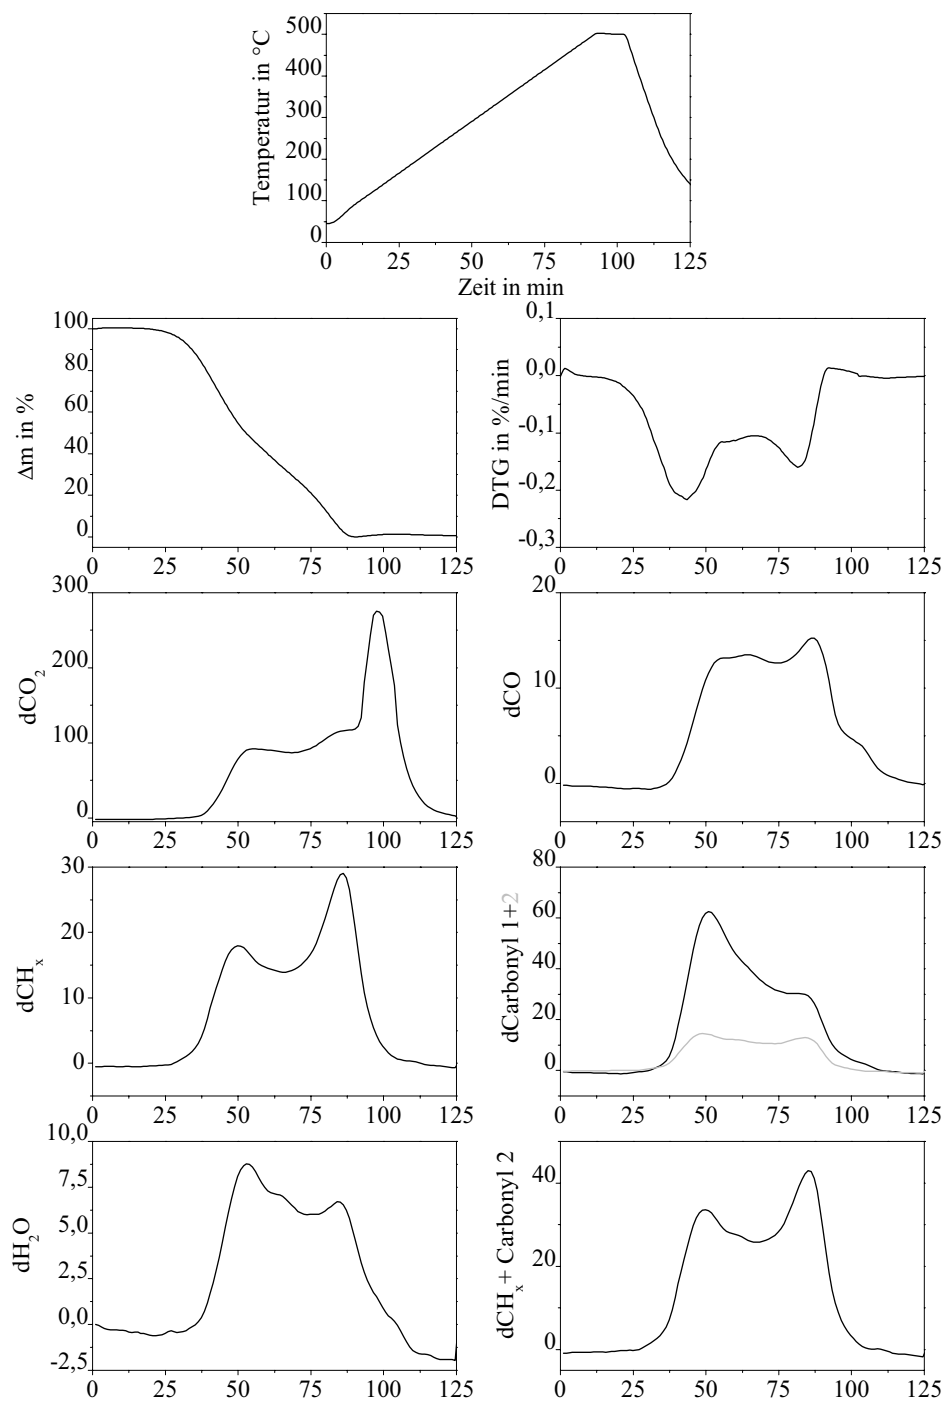 500
400
300
200
100
0
Temperatur in °C
0 25 50 75 100 125
Zeit in min
100
80
60
40
20
0
Δm in %
0 25 50 75 100 125
0,1
0,0
-0,1
-0,2
-0,3
DTG in %/min
0 25 50 75 100 125
300
200
100
0
dCO₂
0 25 50 75 100 125
20
10
0
dCO
0 25 50 75 100 125
30
20
10
0
dCHₓ
0 25 50 75 100 125
80
60
40
20
0
dCarbonyl 1+2
0 25 50 75 100 125
10,0
7,5
5,0
2,5
0,0
-2,5
dH₂O
0 25 50 75 100 125
40
20
0
dCHₓ+ Carbonyl 2
0 25 50 75 100 125